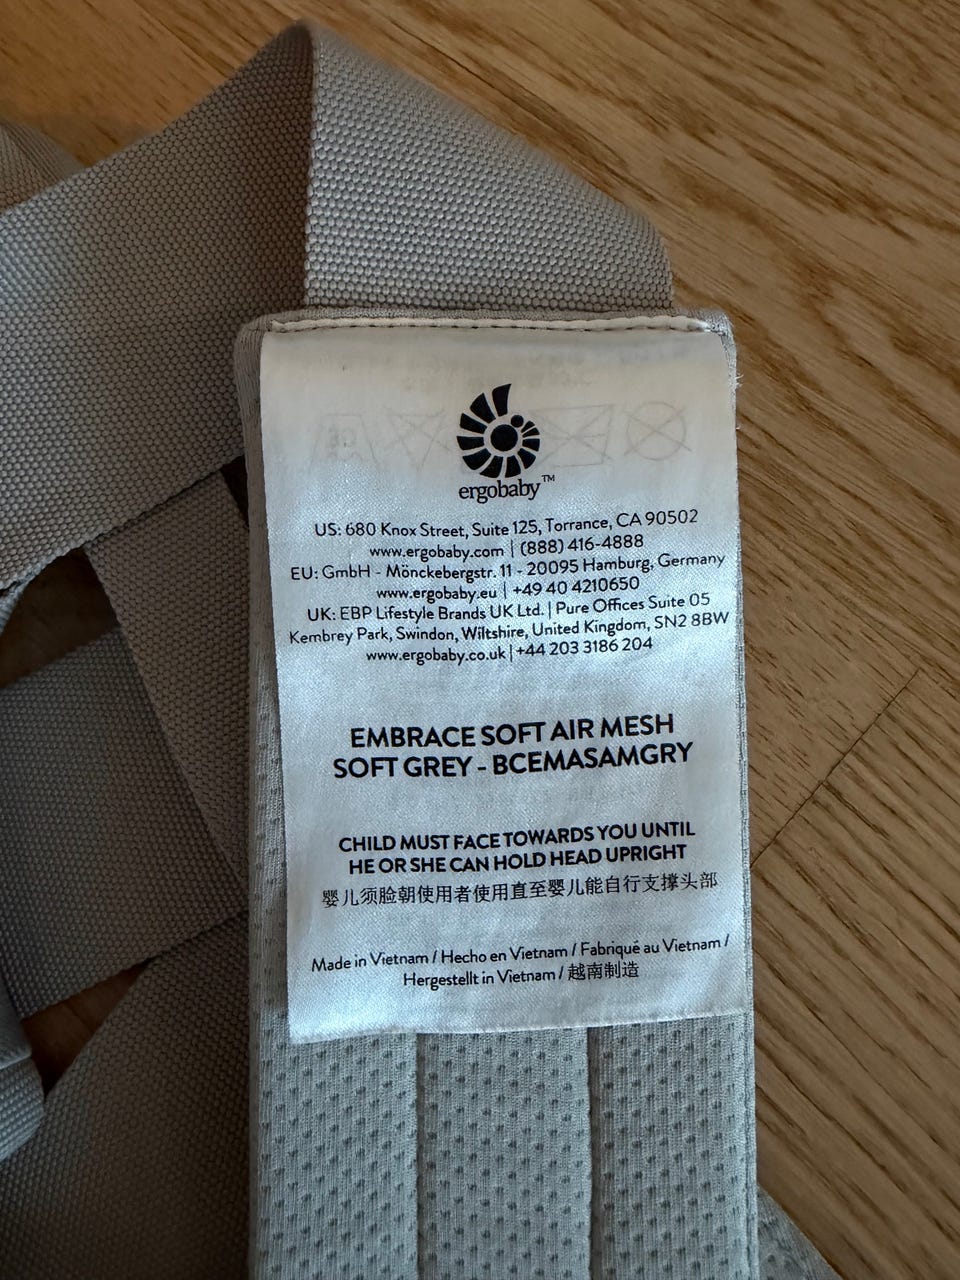 ergobaby™
US: 680 Knox Street, Suite 125, Torrance, CA 90502
www.ergobaby.com | (888) 416-4888
EU: GmbH - Mönckebergstr. 11 - 20095 Hamburg, Germany
www.ergobaby.eu | +49 40 4210650
UK: EBP Lifestyle Brands UK Ltd. | Pure Offices Suite 05
Kembrey Park, Swindon, Wiltshire, United Kingdom, SN2 8BW
www.ergobaby.co.uk | +44 203 3186 204
EMBRACE SOFT AIR MESH
SOFT GREY - BCEMASAMGRY
CHILD MUST FACE TOWARDS YOU UNTIL
HE OR SHE CAN HOLD HEAD UPRIGHT
婴儿须脸朝使用者使用直至婴儿能自行支撑头部
Made in Vietnam / Hecho en Vietnam / Fabriqué au Vietnam /
Hergestellt in Vietnam / 越南制造